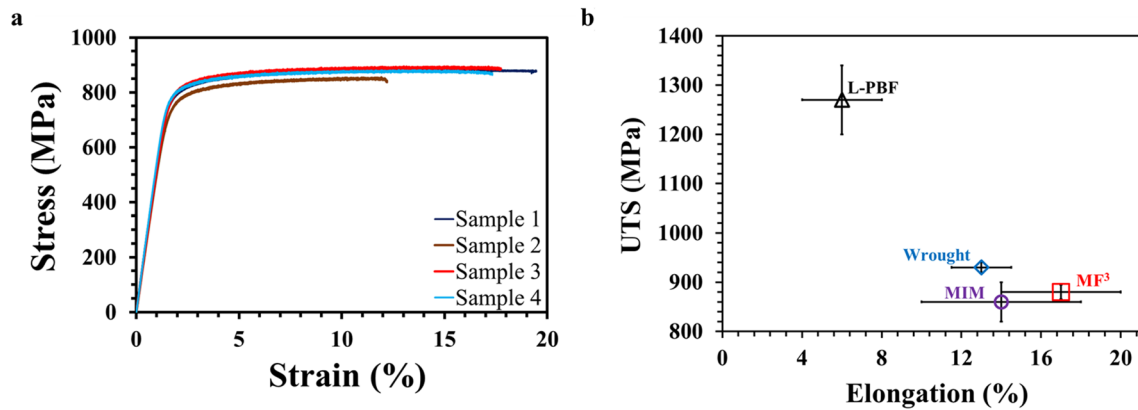 a
1000
800
600
400
200
0
0
5
10
15
20
Stress (MPa)
Strain (%)
Sample 1
Sample 2
Sample 3
Sample 4
b
1400
1300
1200
1100
1000
900
800
0
4
8
12
16
20
UTS (MPa)
Elongation (%)
L-PBF
Wrought
MIM
MF³